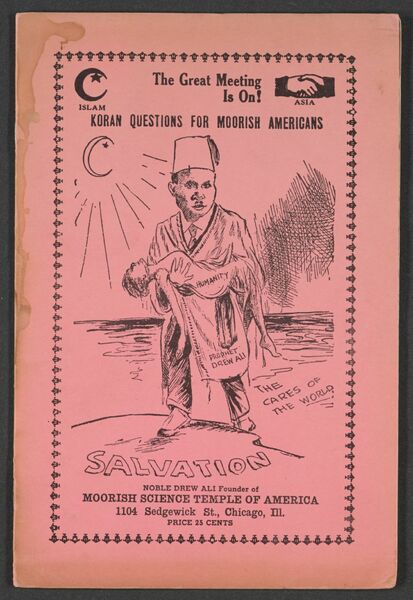 The Great Meeting
Is On!
ISLAM
ASIA
KORAN QUESTIONS FOR MOORISH AMERICANS
HUMANITY
PROPHET
DREW ALI
THE
CARES OF
THE WORLD
SALVATION
NOBLE DREW ALI Founder of
MOORISH SCIENCE TEMPLE OF AMERICA
1104 Sedgewick St., Chicago, Ill.
PRICE 25 CENTS